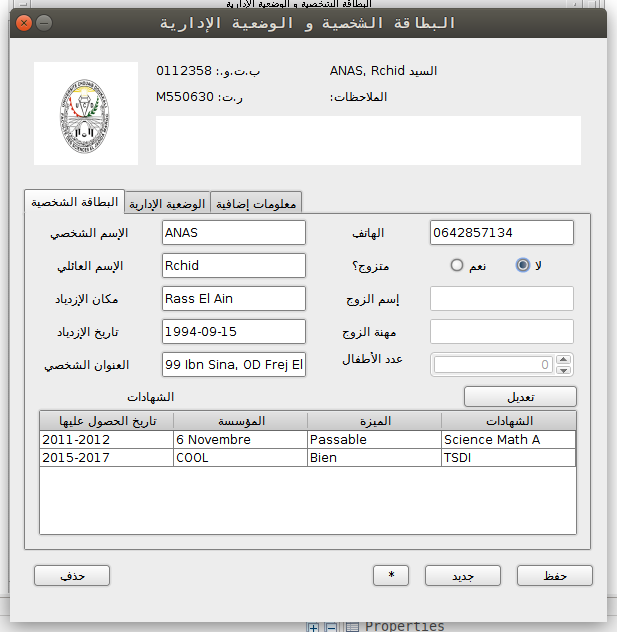 البطاقة الشخصية و الوضعية الإدارية
البطاقة الشخصية و الوضعية الإدارية
السيد ANAS, Rchid
ب.ت.و.: 0112358
الملاحظات:
ر.ت: M550630
البطاقة الشخصية
الوضعية الإدارية
معلومات إضافية
الإسم الشخصي
ANAS
الهاتف
0642857134
الإسم العائلي
Rchid
متزوج؟
نعم
لا
مكان الإزدياد
Rass El Ain
إسم الزوج
تاريخ الإزدياد
1994-09-15
مهنة الزوج
العنوان الشخصي
99 Ibn Sina, OD Frej El
عدد الأطفال
0
الشهادات
تعديل
تاريخ الحصول عليها المؤسسة الميزة الشهادات
2011-2012 6 Novembre Passable Science Math A
2015-2017 COOL Bien TSDI
حذف
*
جديد
حفظ
Properties